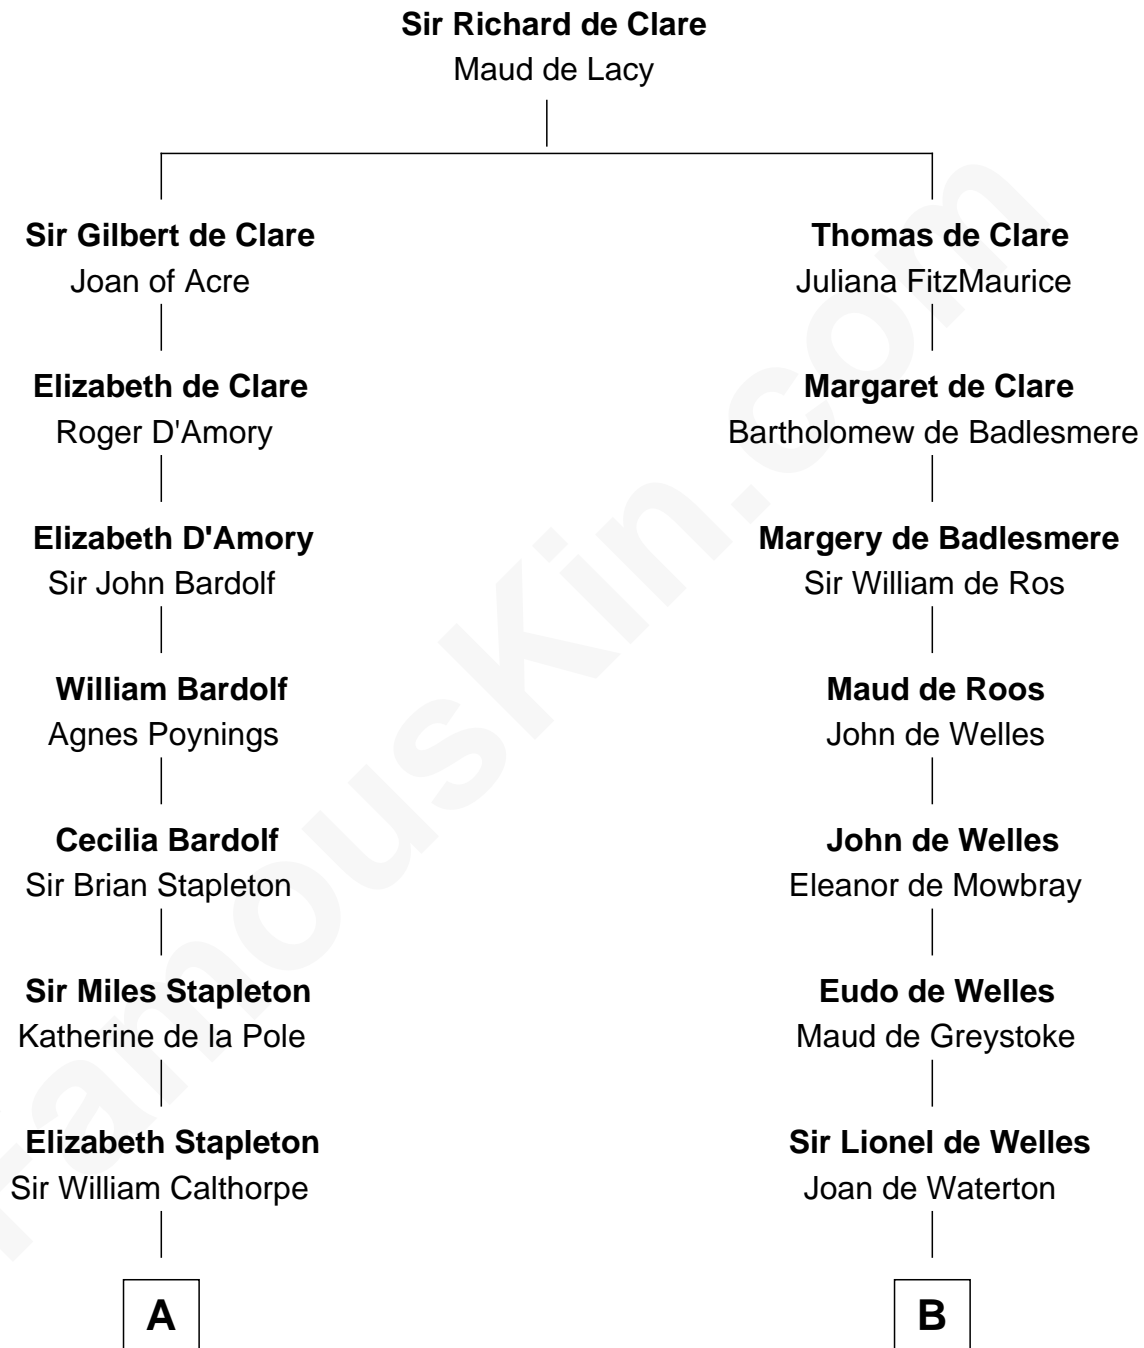 Sir Richard de Clare
Maud de Lacy
Sir Gilbert de Clare
Joan of Acre
Thomas de Clare
Juliana FitzMaurice
Elizabeth de Clare
Roger D'Amory
Margaret de Clare
Bartholomew de Badlesmere
Elizabeth D'Amory
Sir John Bardolf
Margery de Badlesmere
Sir William de Ros
William Bardolf
Agnes Poynings
Maud de Roos
John de Welles
Cecilia Bardolf
Sir Brian Stapleton
John de Welles
Eleanor de Mowbray
Sir Miles Stapleton
Katherine de la Pole
Eudo de Welles
Maud de Greystoke
Elizabeth Stapleton
Sir William Calthorpe
Sir Lionel de Welles
Joan de Waterton
A
B
FamousKin.com